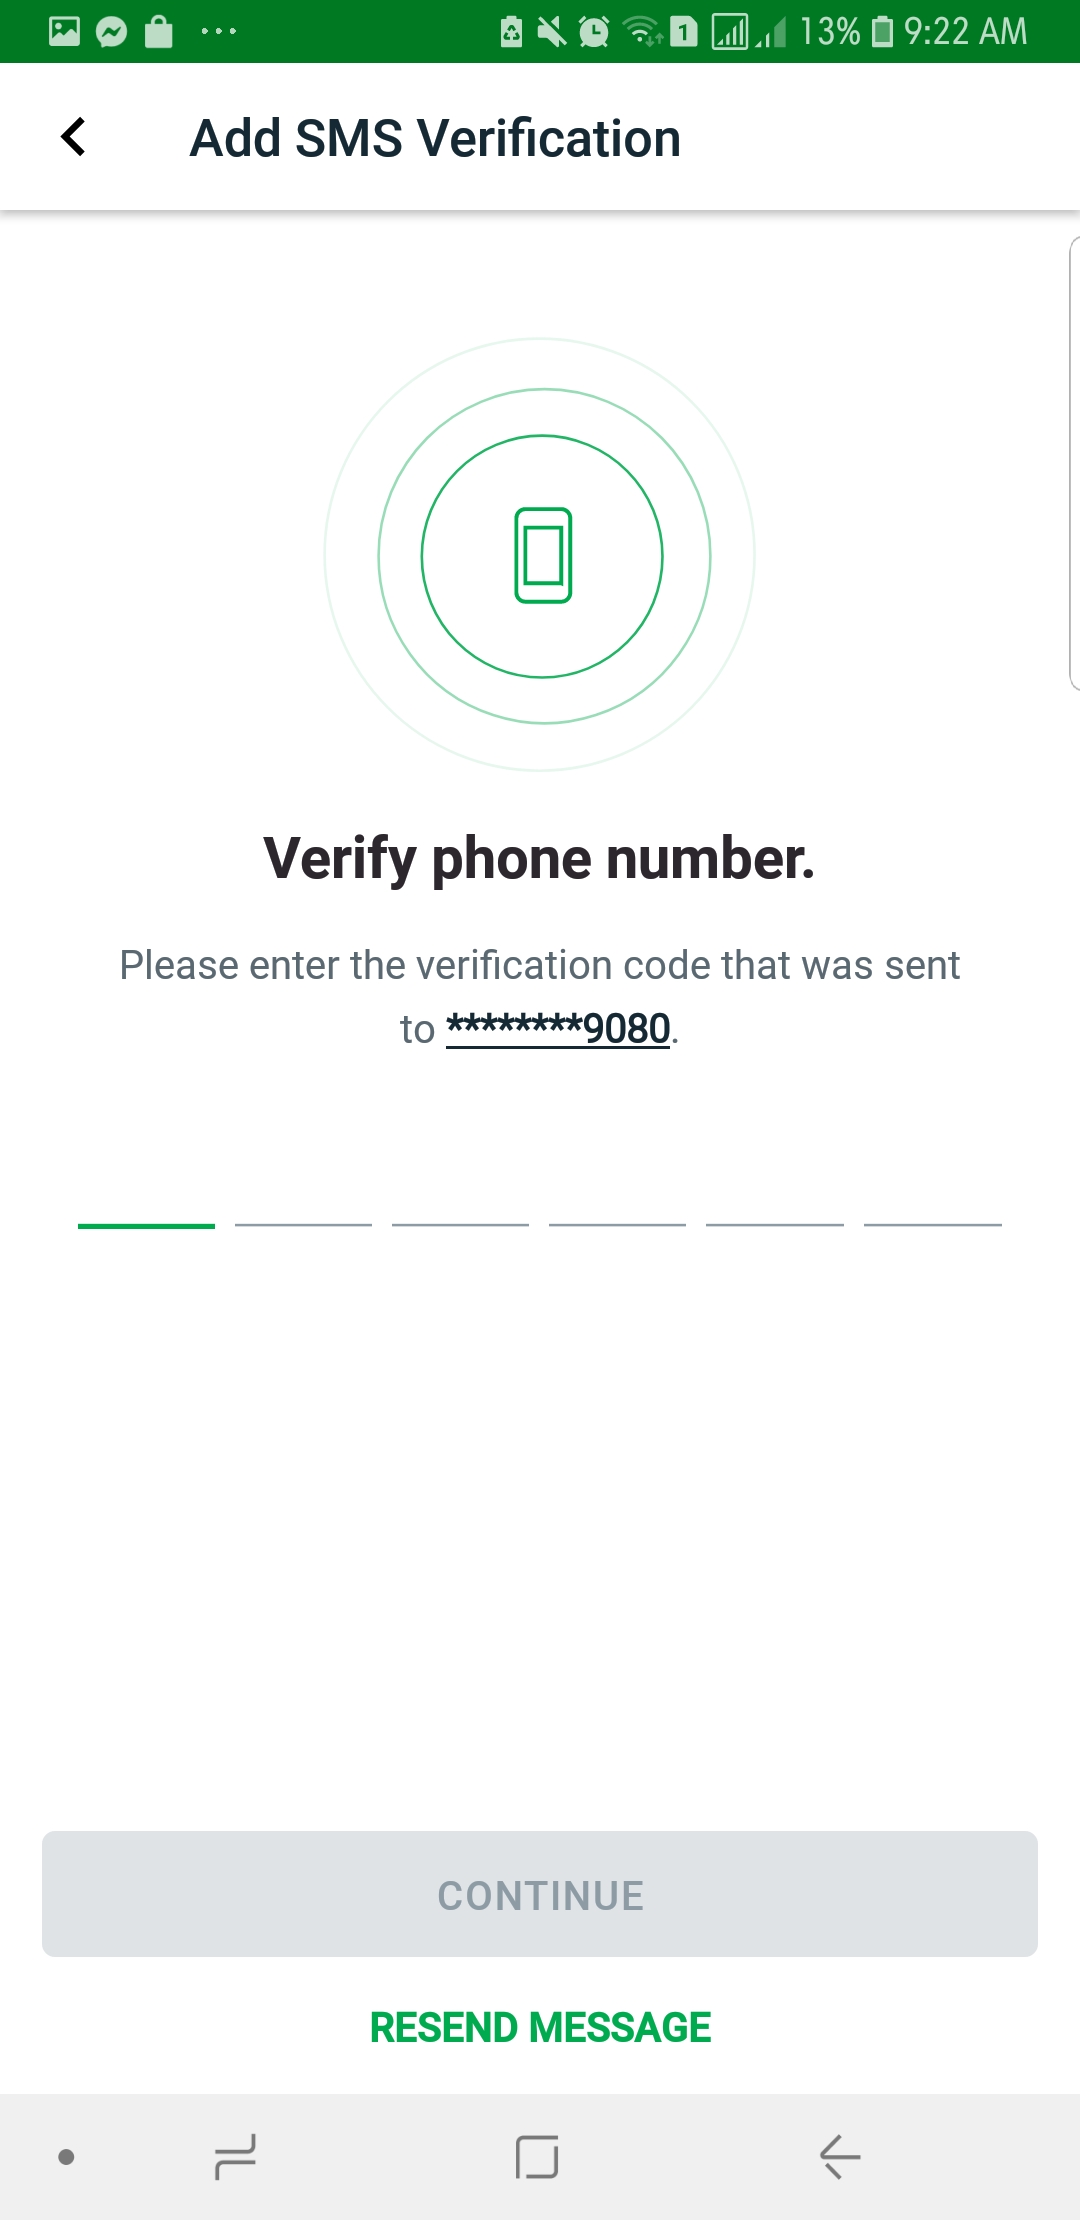 1 13% 9:22 AM
Add SMS Verification
Verify phone number.
Please enter the verification code that was sent
to ********9080.
CONTINUE
RESEND MESSAGE